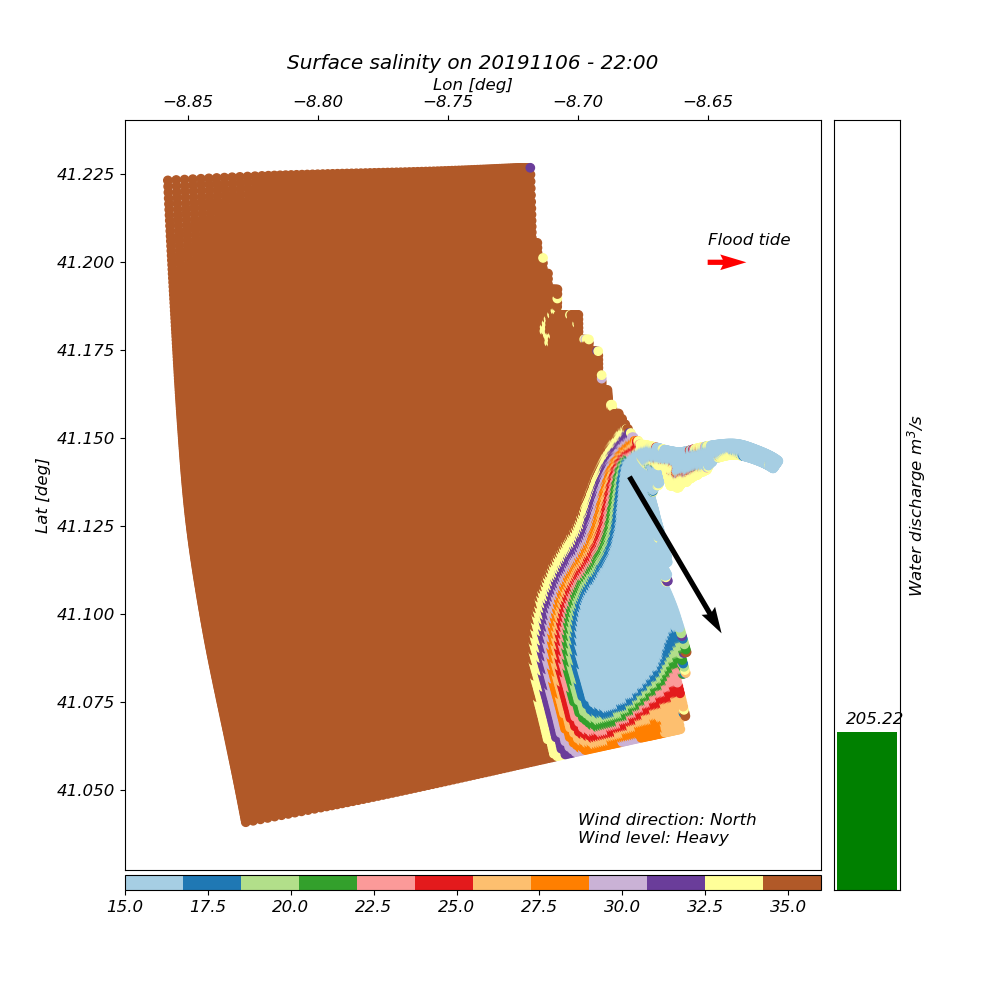 Surface salinity on 20191106 - 22:00
Lon [deg]
−8.85 −8.80 −8.75 −8.70 −8.65
41.225
41.200
41.175
41.150
41.125
41.100
41.075
41.050
Lat [deg]
Flood tide
Wind direction: North
Wind level: Heavy
Water discharge m³/s
205.22
15.0 17.5 20.0 22.5 25.0 27.5 30.0 32.5 35.0